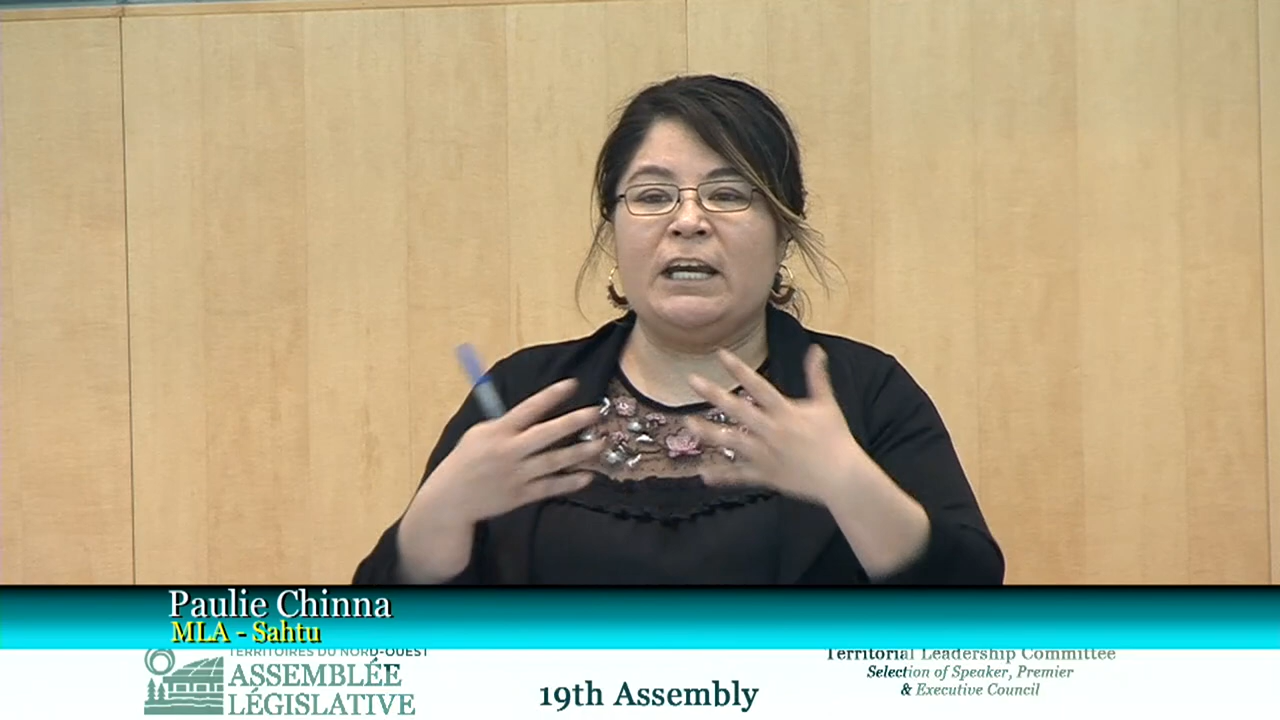 Paulie Chinna
MLA - Sahtu
TERRITOIRES DU NORD-OUEST
ASSEMBLÉE
LÉGISLATIVE
19th Assembly
Territorial Leadership Committee
Selection of Speaker, Premier
& Executive Council